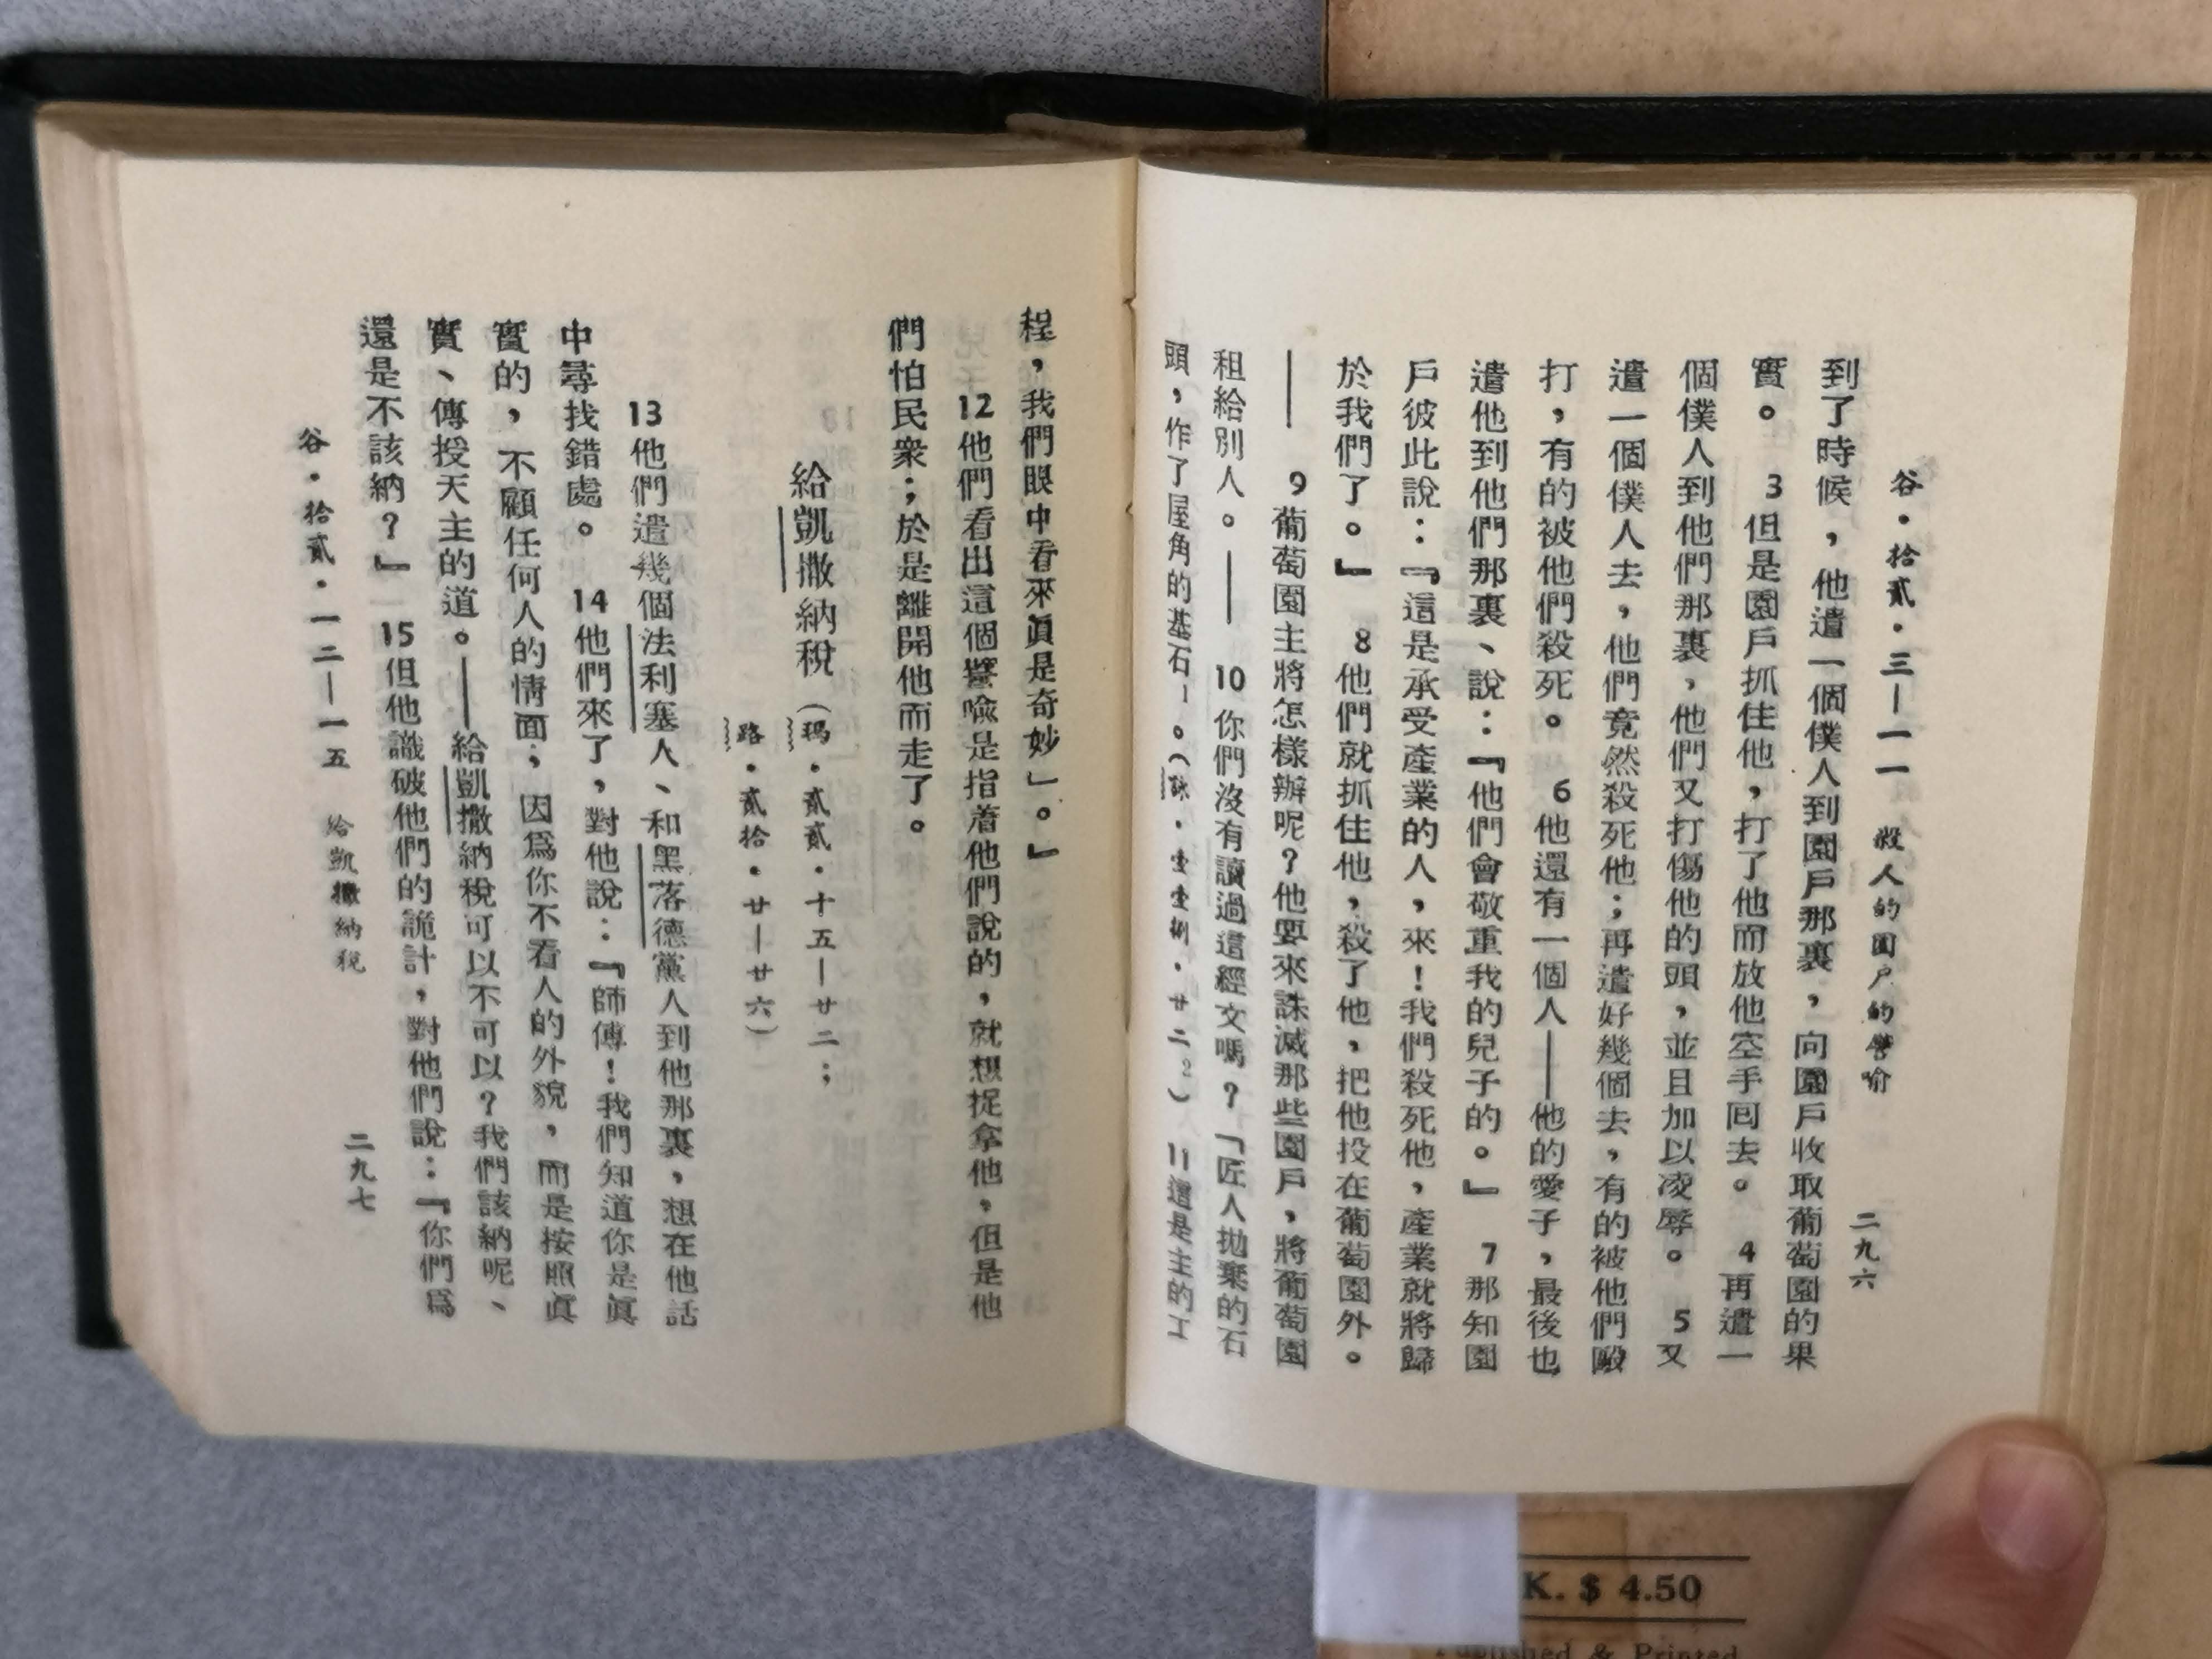 谷·拾貳·三—一一 殺人的園戶的譬喻 二九六
到了時候，他遣一個僕人到園戶那裏，向園戶收取葡萄園的果
實。 3但是園戶抓住他，打了他而放他空手回去。 4再遣一
個僕人到他們那裏，他們又打傷他的頭，並且加以凌辱。 5又
遣一個僕人去，他們竟然殺死他；再遣好幾個去，有的被他們毆
打，有的被他們殺死。 6他還有一個人——他的愛子，最後也
遣他到他們那裏、說：『他們會敬重我的兒子的。』 7那知園
戶彼此說：『這是承受產業的人，來！我們殺死他，產業就將歸
於我們了。』 8他們就抓住他，殺了他，把他投在葡萄園外。
—— 9葡萄園主將怎樣辦呢？他要來誅滅那些園戶，將葡萄園
租給別人。—— 10你們沒有讀過這經文嗎？「匠人拋棄的石
頭，作了屋角的基石1。（詠·壹壹捌·廿二2） 11這是主的工
程，我們眼中看來眞是奇妙」。』
12他們看出這個譬喩是指着他們說的，就想捉拿他，但是他
們怕民衆；於是離開他而走了。
給凱撒納稅（瑪·貳貳·十五—廿二；
路·貳拾·廿—廿六）
13他們遣幾個法利塞人、和黑落德黨人到他那裏，想在他話
中尋找錯處。 14他們來了，對他說：『師傅！我們知道你是眞
實的，不顧任何人的情面；因爲你不看人的外貌，而是按照眞
實、傳授天主的道。——給凱撒納稅可以不可以？我們該納呢、
還是不該納？』 15但他識破他們的詭計，對他們說：『你們爲
谷·拾貳·一二—一五 給凱撒納稅 二九七
K. $ 4.50
Published & Printed